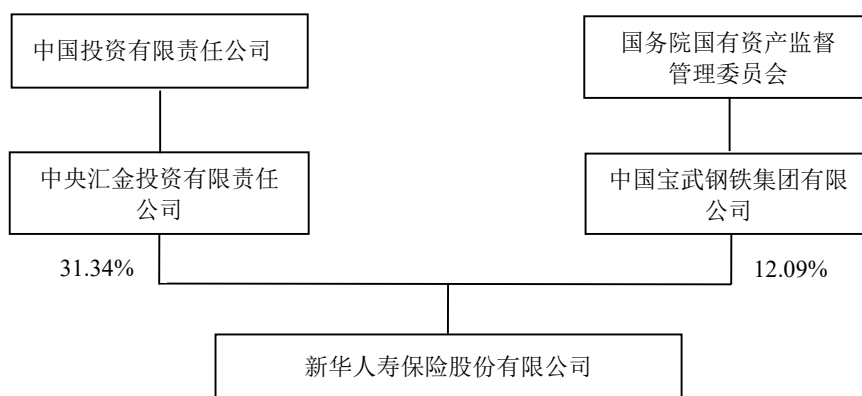 中国投资有限责任公司
国务院国有资产监督
管理委员会
中央汇金投资有限责任
公司
中国宝武钢铁集团有限
公司
31.34%
12.09%
新华人寿保险股份有限公司